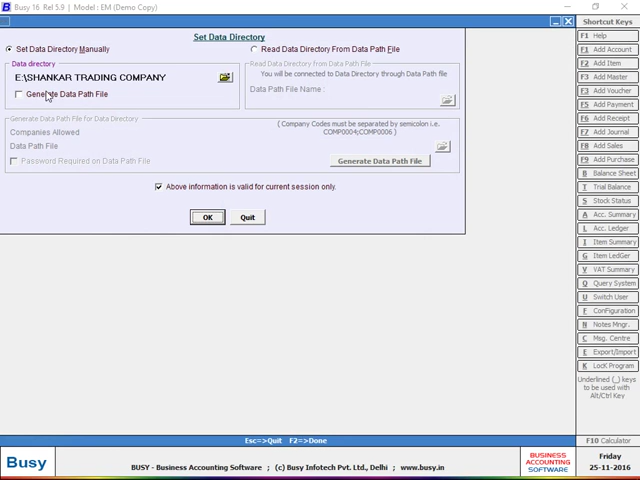 Busy 16 Rel 5.9 | Model : EM (Demo Copy)
Shortcut Keys
Set Data Directory
Set Data Directory Manually
Read Data Directory From Data Path File
Data directory
E:\SHANKAR TRADING COMPANY
Generate Data Path File
Read Data Directory from Data Path File
You will be connected to Data Directory through Data Path file
Data Path File Name :
Generate Data Path File for Data Directory
Companies Allowed
( Company Codes must be separated by semicolon i.e. COMP0004;COMP0006 )
Data Path File
Password Required on Data Path File
Generate Data Path File
Above information is valid for current session only.
OK
Quit
F1 Help
F1 Add Account
F2 Add Item
F3 Add Master
F3 Add Voucher
F5 Add Payment
F6 Add Receipt
F7 Add Journal
F8 Add Sales
F9 Add Purchase
B Balance Sheet
T Trial Balance
S Stock Status
A Acc. Summary
L Acc. Ledger
I Item Summary
G Item Ledger
V VAT Summary
Q Query System
U Switch User
F Configuration
N Notes Mngr.
C Msg. Centre
E Export/Import
K Lock Program
Underlined (_) keys
to be used with
Alt/Ctrl Key
Esc=>Quit F2=>Done
F10 Calculator
Busy
BUSY - Business Accounting Software ; (c) Busy Infotech Pvt. Ltd., Delhi ; www.busy.in
BUSINESS
ACCOUNTING
SOFTWARE
Friday
25-11-2016